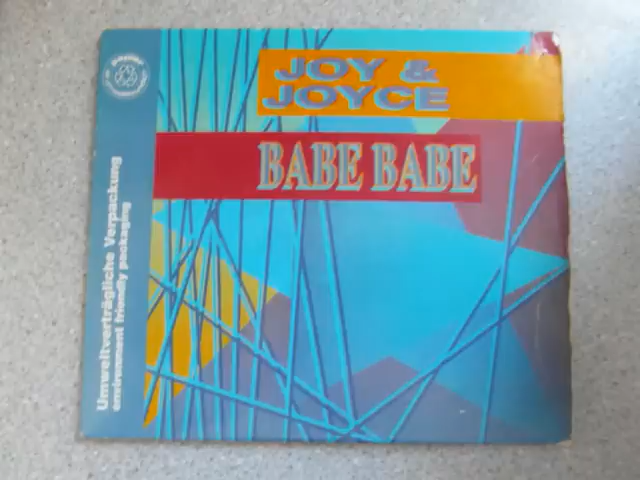 JOY &
JOYCE
BABE BABE
Umweltverträgliche Verpackung
environment friendly packaging